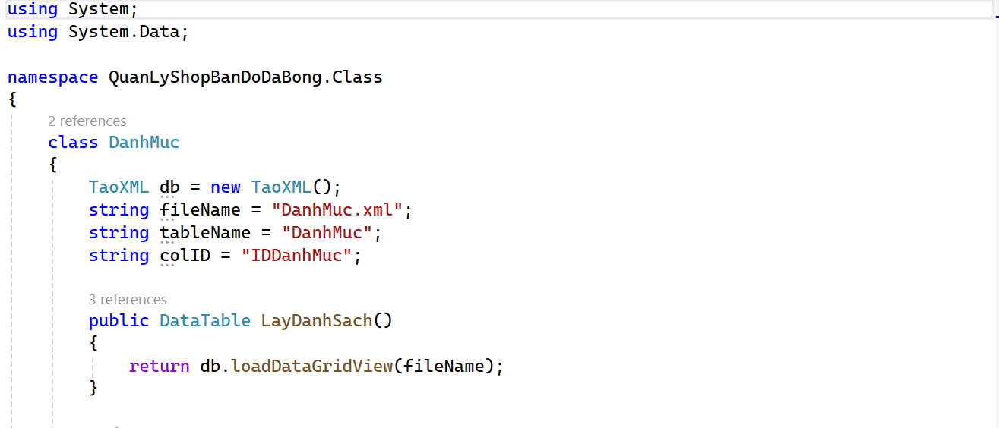 using System;
using System.Data;
namespace QuanLyShopBanDoDaBong.Class
{
2 references
class DanhMuc
{
TaoXML db = new TaoXML();
string fileName = "DanhMuc.xml";
string tableName = "DanhMuc";
string colID = "IDDanhMuc";
3 references
public DataTable LayDanhSach()
{
return db.loadDataGridView(fileName);
}